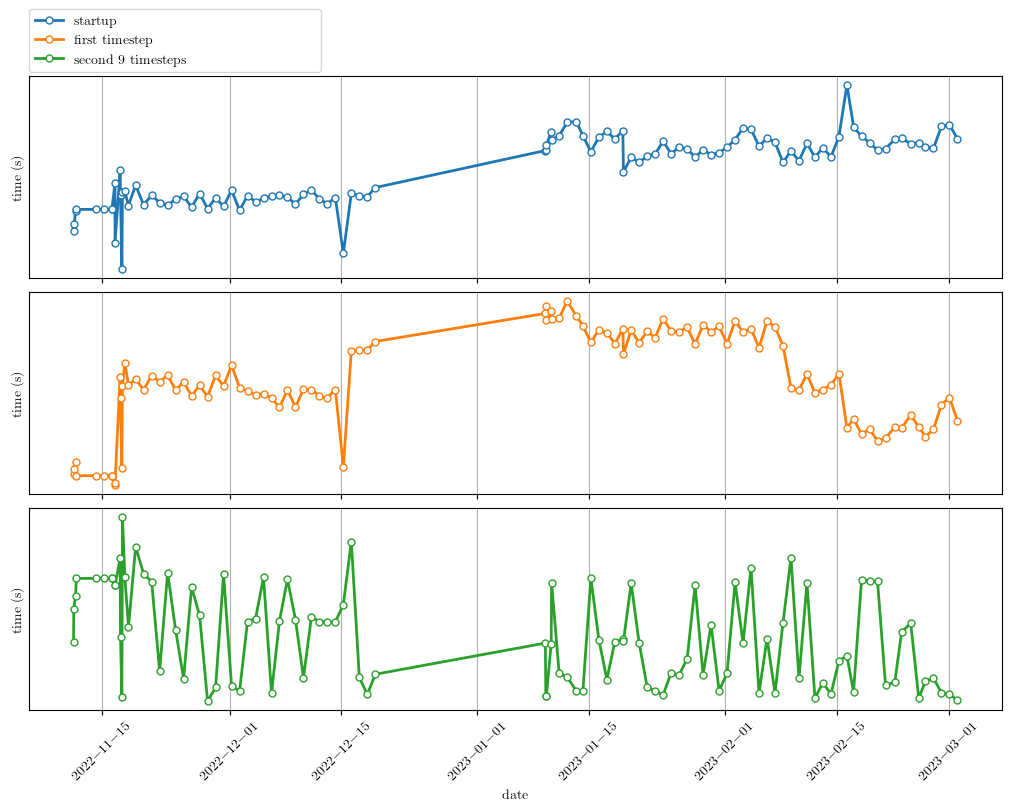 startup
first timestep
second 9 timesteps
time (s)
time (s)
time (s)
2022−11−15
2022−12−01
2022−12−15
2023−01−01
2023−01−15
2023−02−01
2023−02−15
2023−03−01
date